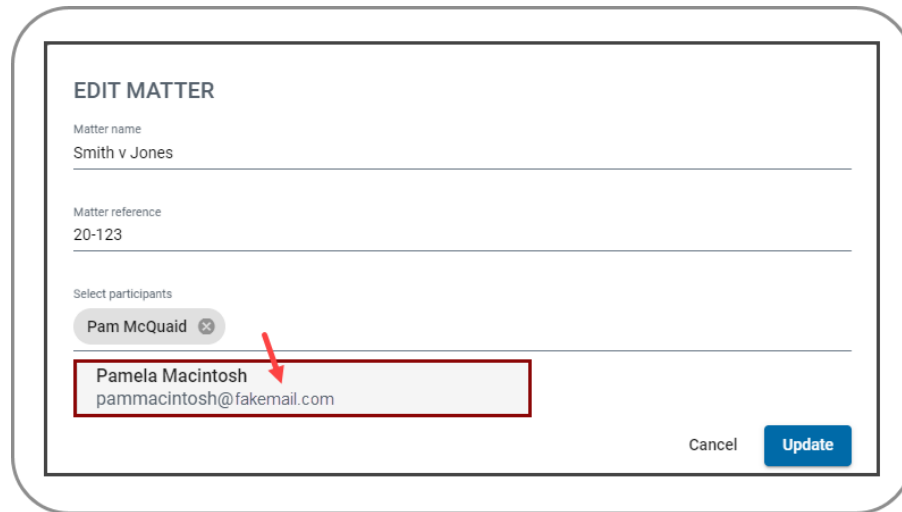 EDIT MATTER
Matter name
Smith v Jones
Matter reference
20-123
Select participants
Pam McQuaid
Pamela Macintosh
pammacintosh@fakemail.com
Cancel Update